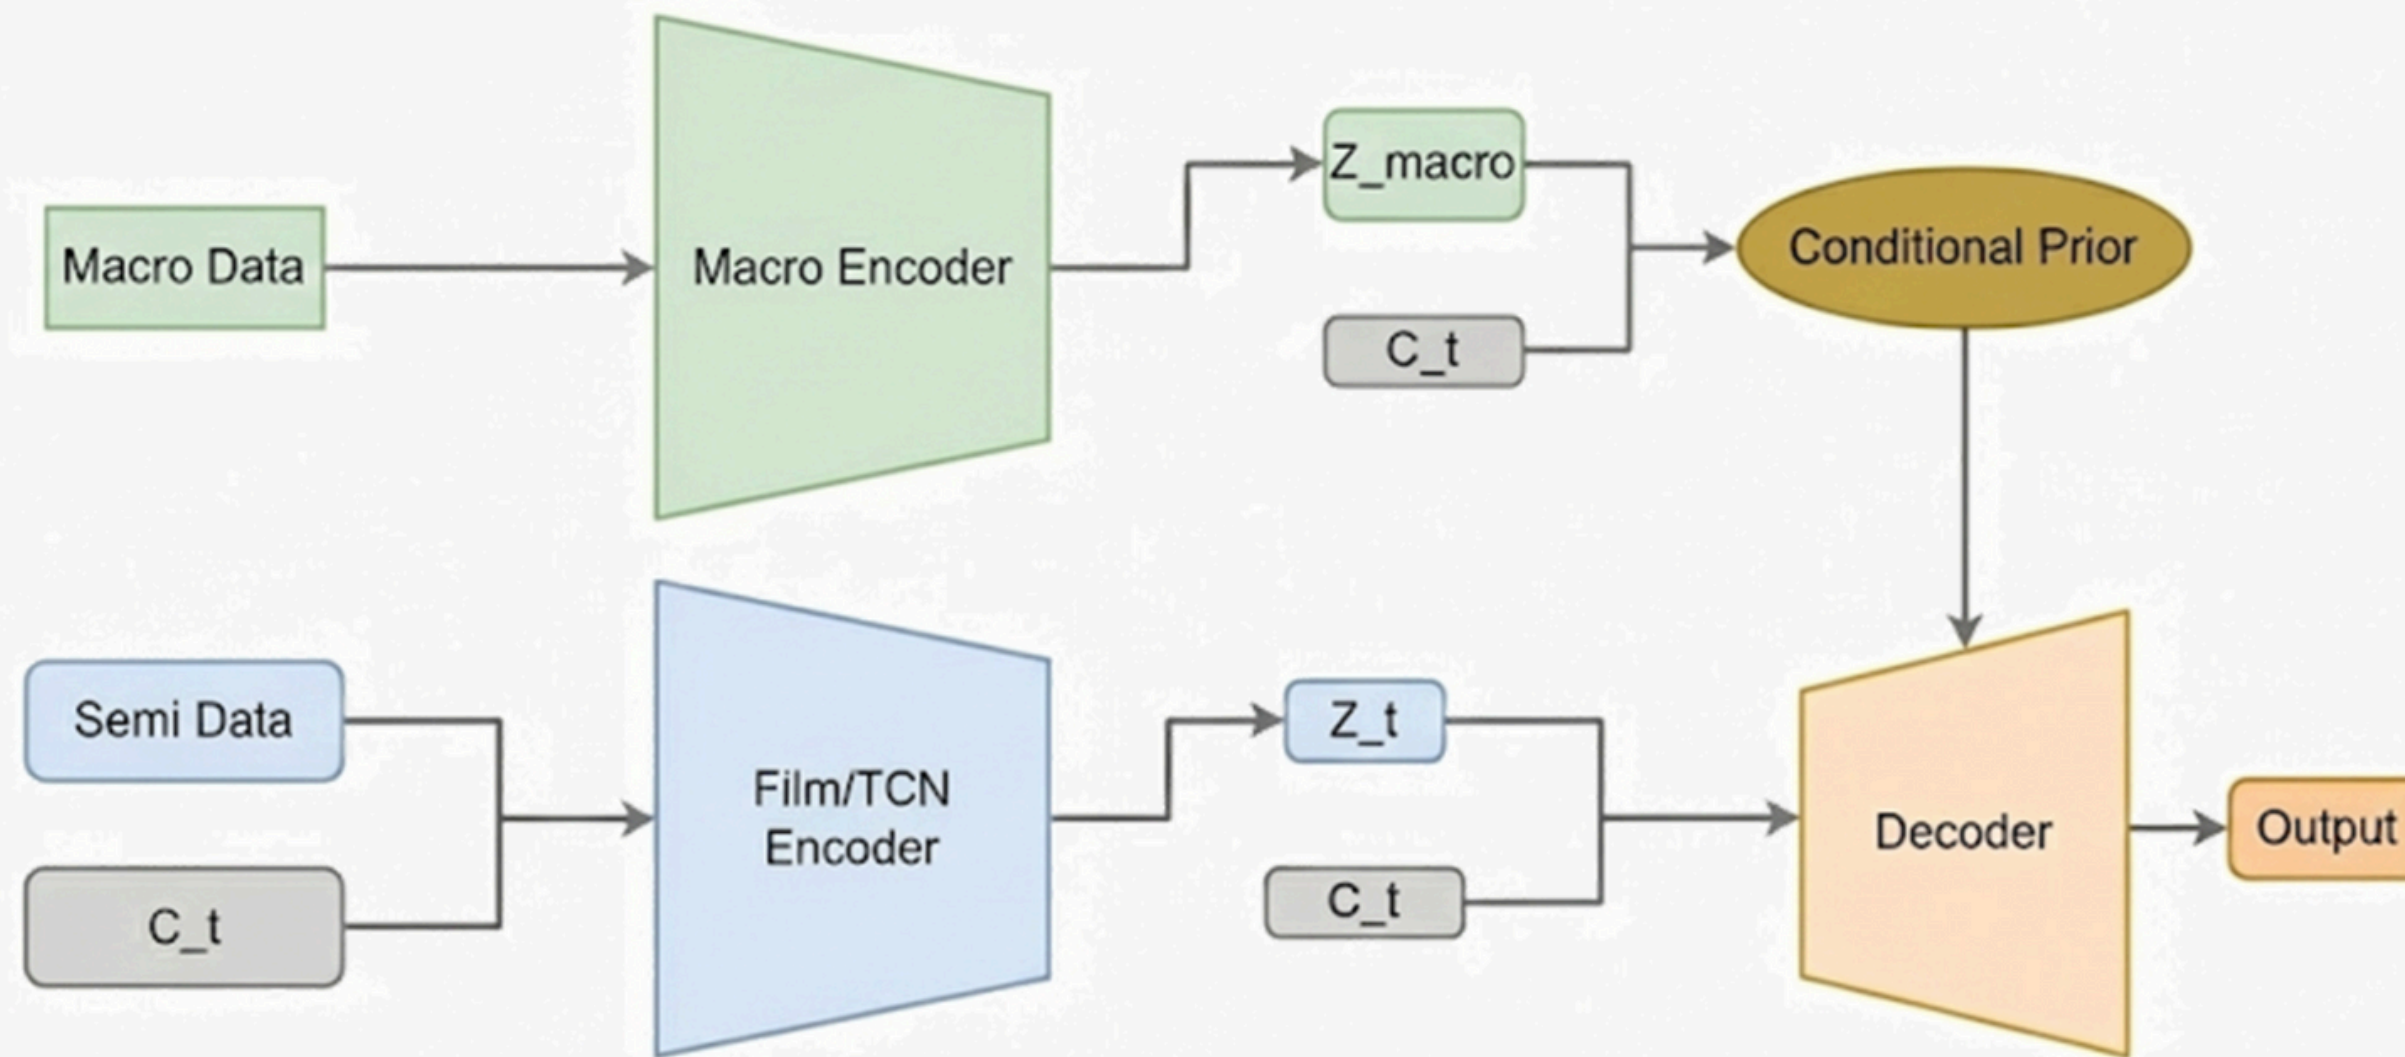 Macro Data
Macro Encoder
Z_macro
C_t
Conditional Prior
Semi Data
C_t
Film/TCN
Encoder
Z_t
C_t
Decoder
Output